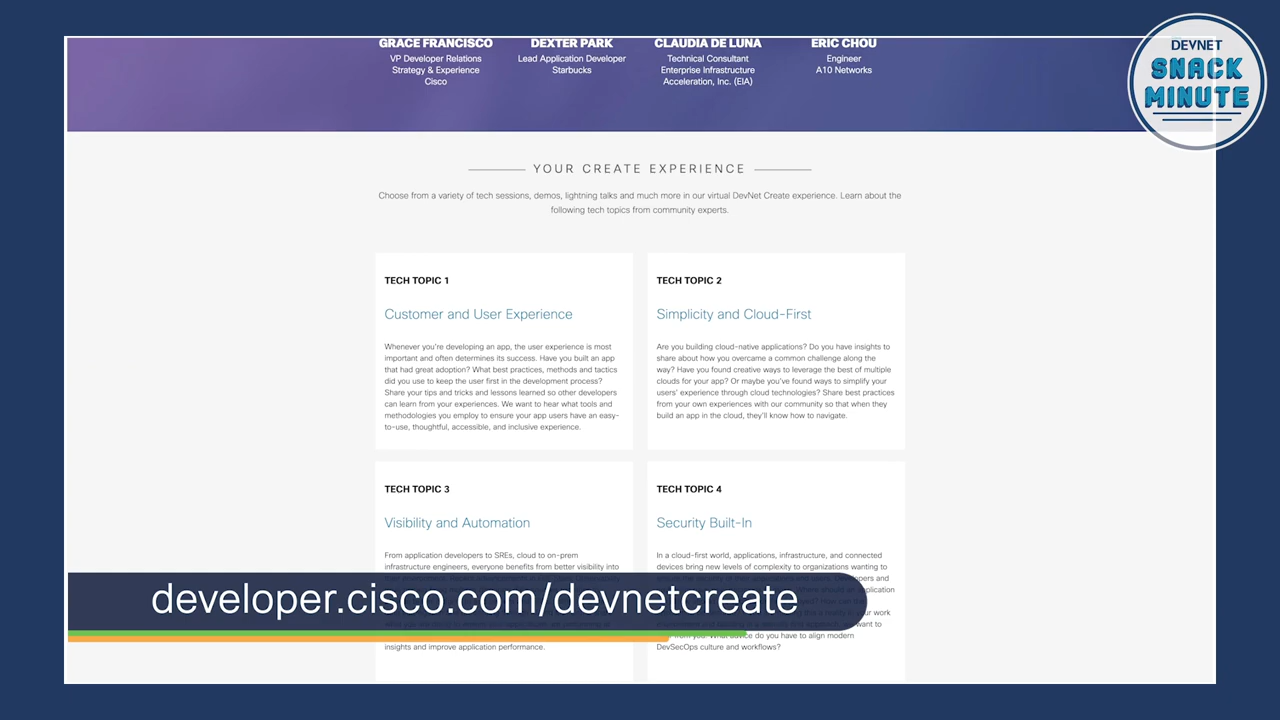 DEVNET
SNACK
MINUTE
GRACE FRANCISCO
VP Developer Relations
Strategy & Experience
Cisco
DEXTER PARK
Lead Application Developer
Starbucks
CLAUDIA DE LUNA
Technical Consultant
Enterprise Infrastructure
Acceleration, Inc. (EIA)
ERIC CHOU
Engineer
A10 Networks
YOUR CREATE EXPERIENCE
Choose from a variety of tech sessions, demos, lightning talks and much more in our virtual DevNet Create experience. Learn about the
following tech topics from community experts.
TECH TOPIC 1
Customer and User Experience
Whenever you're developing an app, the user experience is most
important and often determines its success. Have you built an app
that had great adoption? What best practices, methods and tactics
did you use to keep the user first in the development process?
Share your tips and tricks and lessons learned so other developers
can learn from your experiences. We want to hear what tools and
methodologies you employ to ensure your app users have an easy-
to-use, thoughtful, accessible, and inclusive experience.
TECH TOPIC 2
Simplicity and Cloud-First
Are you building cloud-native applications? Do you have insights to
share about how you overcame a common challenge along the
way? Have you found creative ways to leverage the best of multiple
clouds for your app? Or maybe you've found ways to simplify your
users' experience through cloud technologies? Share best practices
from your own experiences with our community so that when they
build an app in the cloud, they'll know how to navigate.
TECH TOPIC 3
Visibility and Automation
From application developers to SREs, cloud to on-prem
infrastructure engineers, everyone benefits from better visibility into
insights and improve application performance.
TECH TOPIC 4
Security Built-In
In a cloud-first world, applications, infrastructure, and connected
devices bring new levels of complexity to organizations wanting to
do you have to align modern
DevSecOps culture and workflows?
developer.cisco.com/devnetcreate